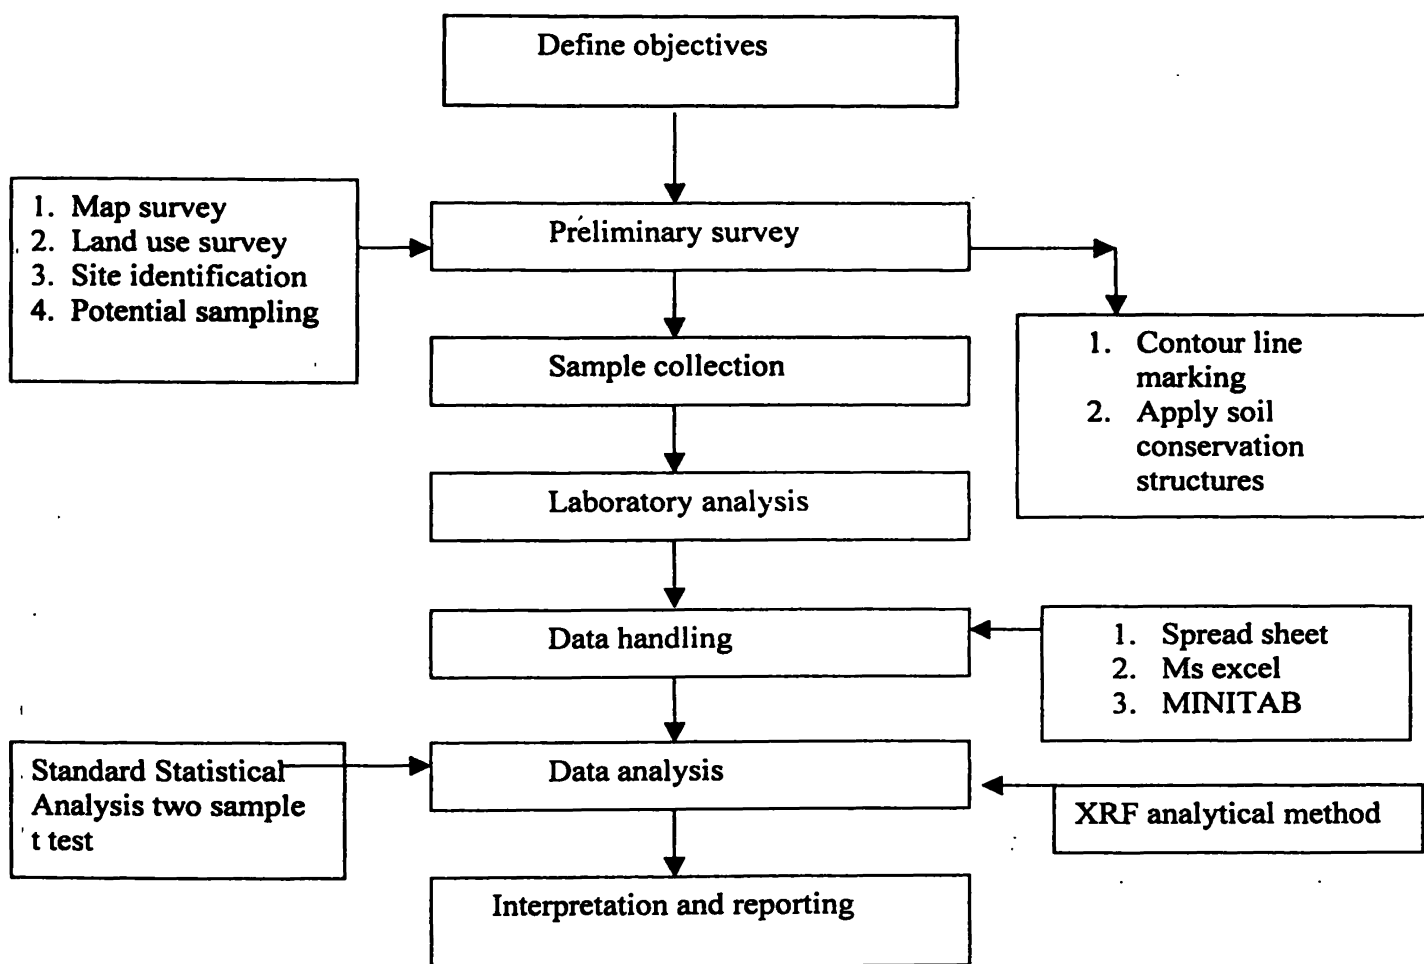 Define objectives
1. Map survey
2. Land use survey
3. Site identification
4. Potential sampling
Preliminary survey
1. Contour line
marking
2. Apply soil
conservation
structures
Sample collection
Laboratory analysis
Data handling
1. Spread sheet
2. Ms excel
3. MINITAB
Standard Statistical
Analysis two sample
t test
Data analysis
XRF analytical method
Interpretation and reporting